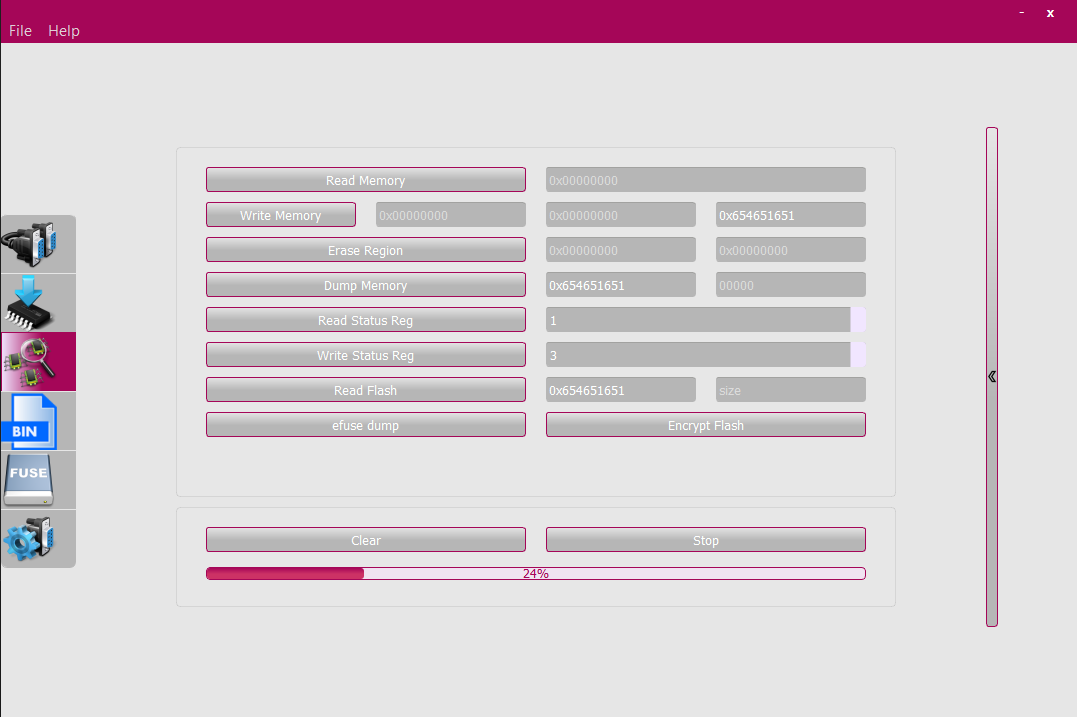 - x
File Help
Read Memory 0x00000000
Write Memory 0x00000000 0x00000000 0x654651651
Erase Region 0x00000000 0x00000000
Dump Memory 0x654651651 00000
Read Status Reg 1
Write Status Reg 3
Read Flash 0x654651651 size
efuse dump Encrypt Flash
BIN
FUSE
Clear Stop
24%